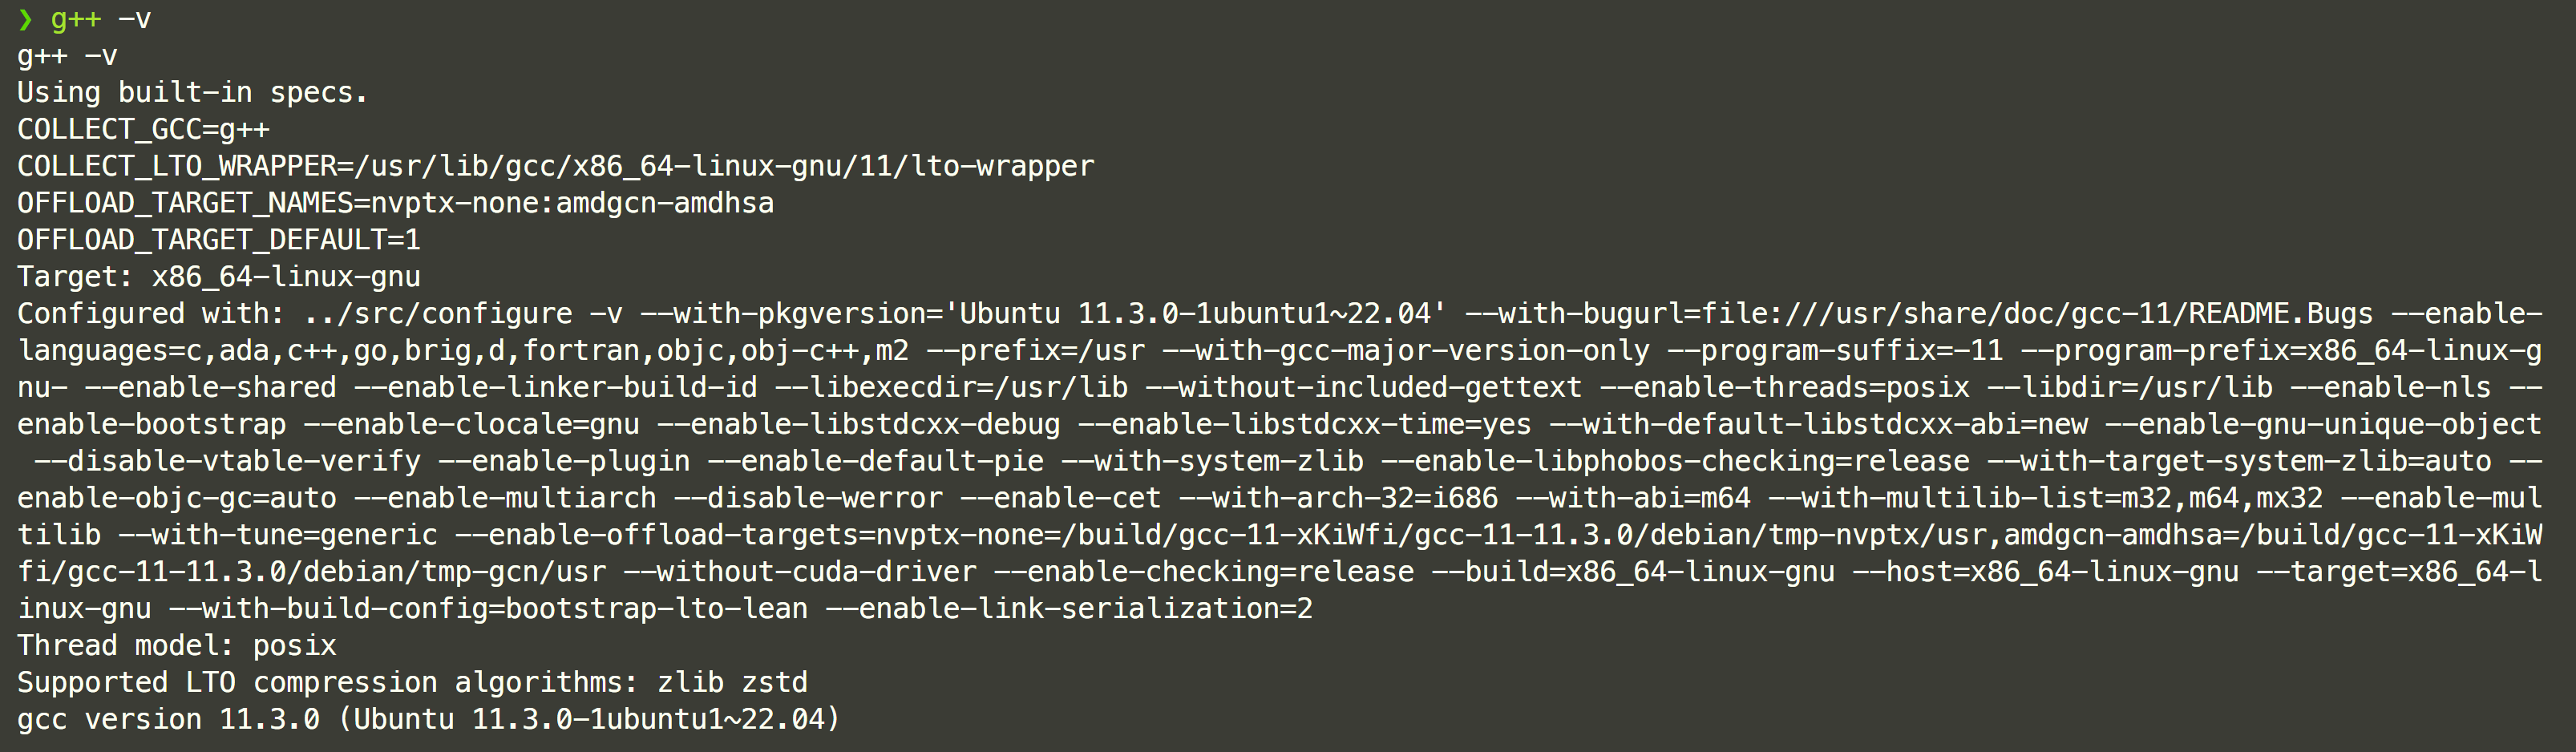 ❯ g++ -v
g++ -v
Using built-in specs.
COLLECT_GCC=g++
COLLECT_LTO_WRAPPER=/usr/lib/gcc/x86_64-linux-gnu/11/lto-wrapper
OFFLOAD_TARGET_NAMES=nvptx-none:amdgcn-amdhsa
OFFLOAD_TARGET_DEFAULT=1
Target: x86_64-linux-gnu
Configured with: ../src/configure -v --with-pkgversion='Ubuntu 11.3.0-1ubuntu1~22.04' --with-bugurl=file:///usr/share/doc/gcc-11/README.Bugs --enable-
languages=c,ada,c++,go,brig,d,fortran,objc,obj-c++,m2 --prefix=/usr --with-gcc-major-version-only --program-suffix=-11 --program-prefix=x86_64-linux-g
nu- --enable-shared --enable-linker-build-id --libexecdir=/usr/lib --without-included-gettext --enable-threads=posix --libdir=/usr/lib --enable-nls --
enable-bootstrap --enable-clocale=gnu --enable-libstdcxx-debug --enable-libstdcxx-time=yes --with-default-libstdcxx-abi=new --enable-gnu-unique-object
 --disable-vtable-verify --enable-plugin --enable-default-pie --with-system-zlib --enable-libphobos-checking=release --with-target-system-zlib=auto --
enable-objc-gc=auto --enable-multiarch --disable-werror --enable-cet --with-arch-32=i686 --with-abi=m64 --with-multilib-list=m32,m64,mx32 --enable-mul
tilib --with-tune=generic --enable-offload-targets=nvptx-none=/build/gcc-11-xKiWfi/gcc-11-11.3.0/debian/tmp-nvptx/usr,amdgcn-amdhsa=/build/gcc-11-xKiW
fi/gcc-11-11.3.0/debian/tmp-gcn/usr --without-cuda-driver --enable-checking=release --build=x86_64-linux-gnu --host=x86_64-linux-gnu --target=x86_64-l
inux-gnu --with-build-config=bootstrap-lto-lean --enable-link-serialization=2
Thread model: posix
Supported LTO compression algorithms: zlib zstd
gcc version 11.3.0 (Ubuntu 11.3.0-1ubuntu1~22.04)